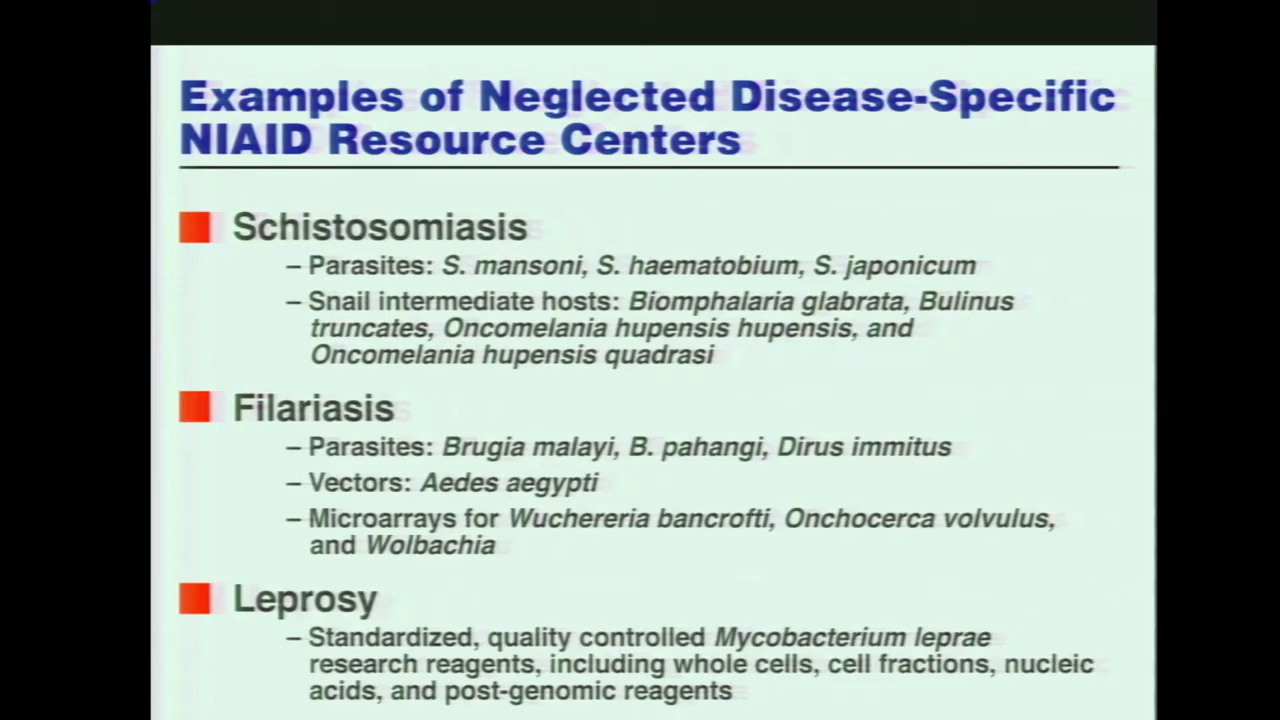 Examples of Neglected Disease-Specific
NIAID Resource Centers
Schistosomiasis
– Parasites: S. mansoni, S. haematobium, S. japonicum
– Snail intermediate hosts: Biomphalaria glabrata, Bulinus
truncates, Oncomelania hupensis hupensis, and
Oncomelania hupensis quadrasi
Filariasis
– Parasites: Brugia malayi, B. pahangi, Dirus immitus
– Vectors: Aedes aegypti
– Microarrays for Wuchereria bancrofti, Onchocerca volvulus,
and Wolbachia
Leprosy
– Standardized, quality controlled Mycobacterium leprae
research reagents, including whole cells, cell fractions, nucleic
acids, and post-genomic reagents